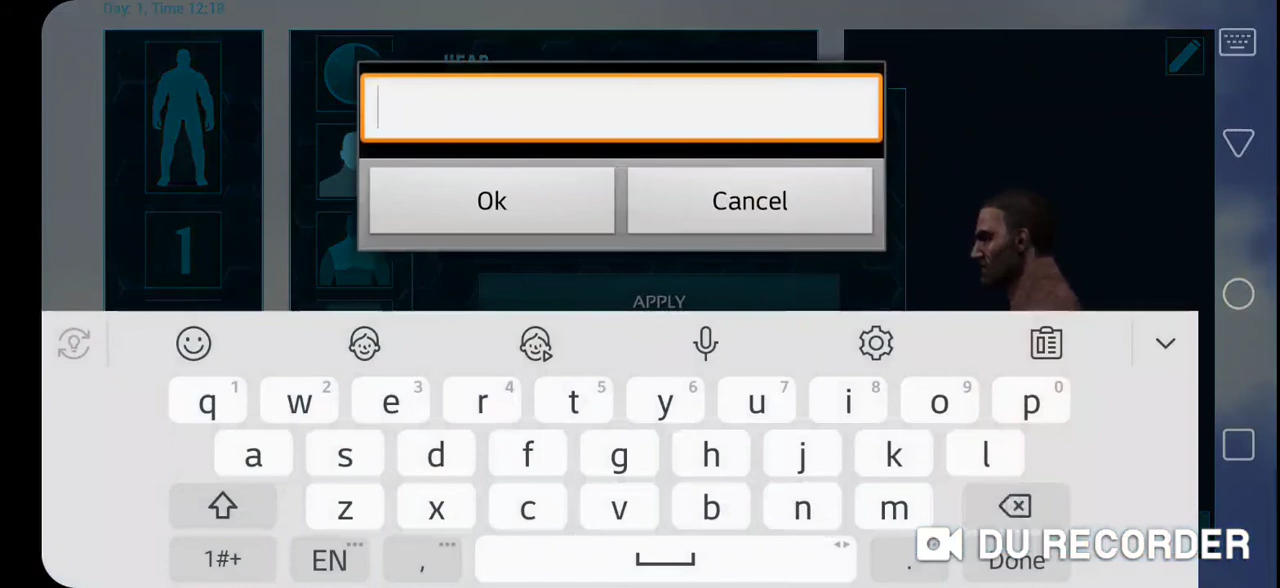 Day: 1, Time 12:18
HEAD
Ok Cancel
1
APPLY
q 1 w 2 e 3 r 4 t 5 y 6 u 7 i 8 o 9 p 0
a s d f g h j k l
z x c v b n m
1#+ EN , . Done
DU RECORDER